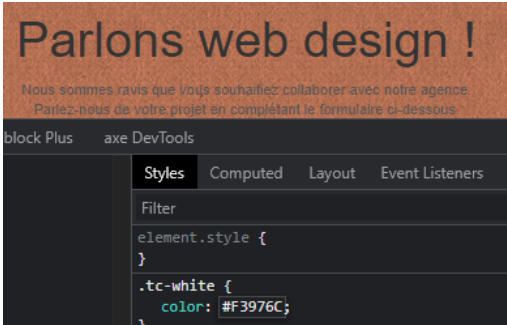 Parlons web design !
Nous sommes ravis que vous souhaitiez collaborer avec notre agence.
Parlez-nous de votre projet en complétant le formulaire ci-dessous
block Plus axe DevTools
Styles Computed Layout Event Listeners
Filter
element.style {
}
.tc-white {
color: #F3976C;
}